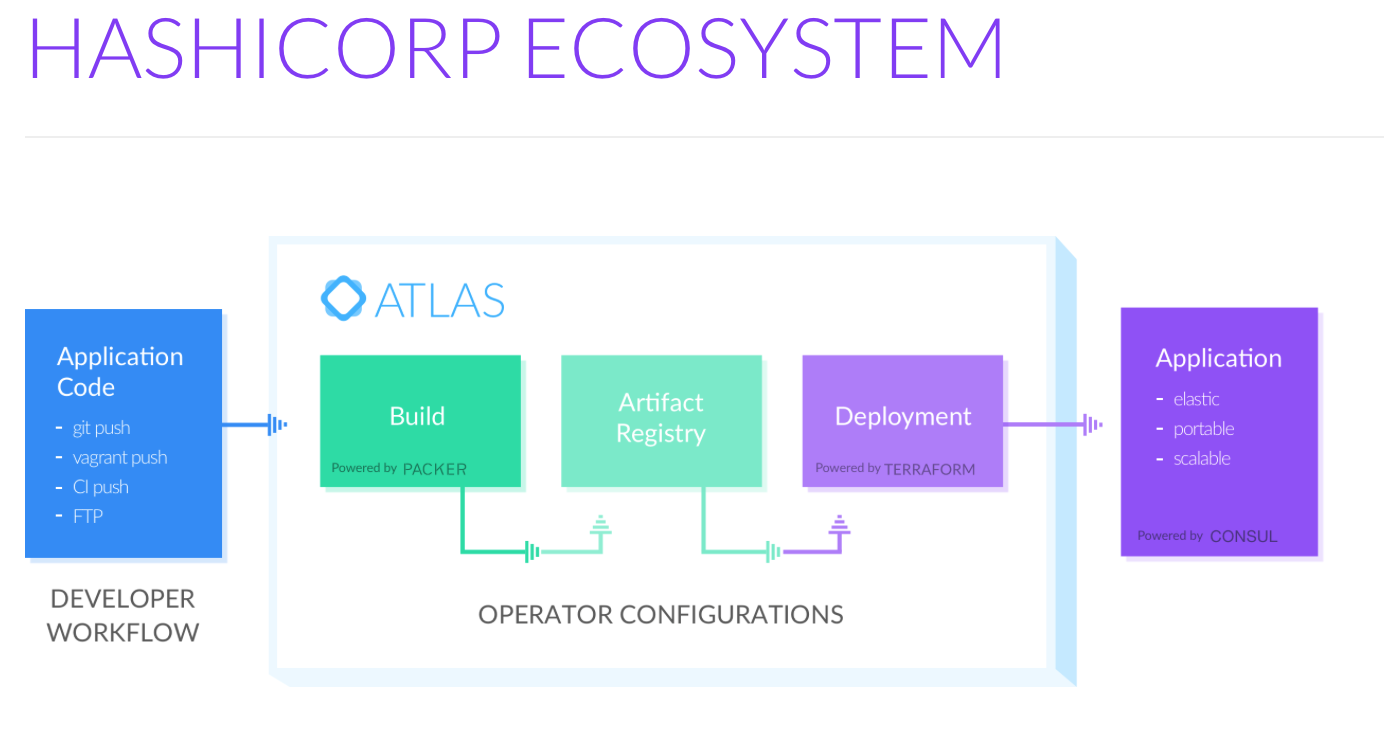 HASHICORP ECOSYSTEM
Application
Code
- git push
- vagrant push
- CI push
- FTP
DEVELOPER
WORKFLOW
ATLAS
Build
Powered by PACKER
Artifact
Registry
Deployment
Powered by TERRAFORM
OPERATOR CONFIGURATIONS
Application
- elastic
- portable
- scalable
Powered by CONSUL